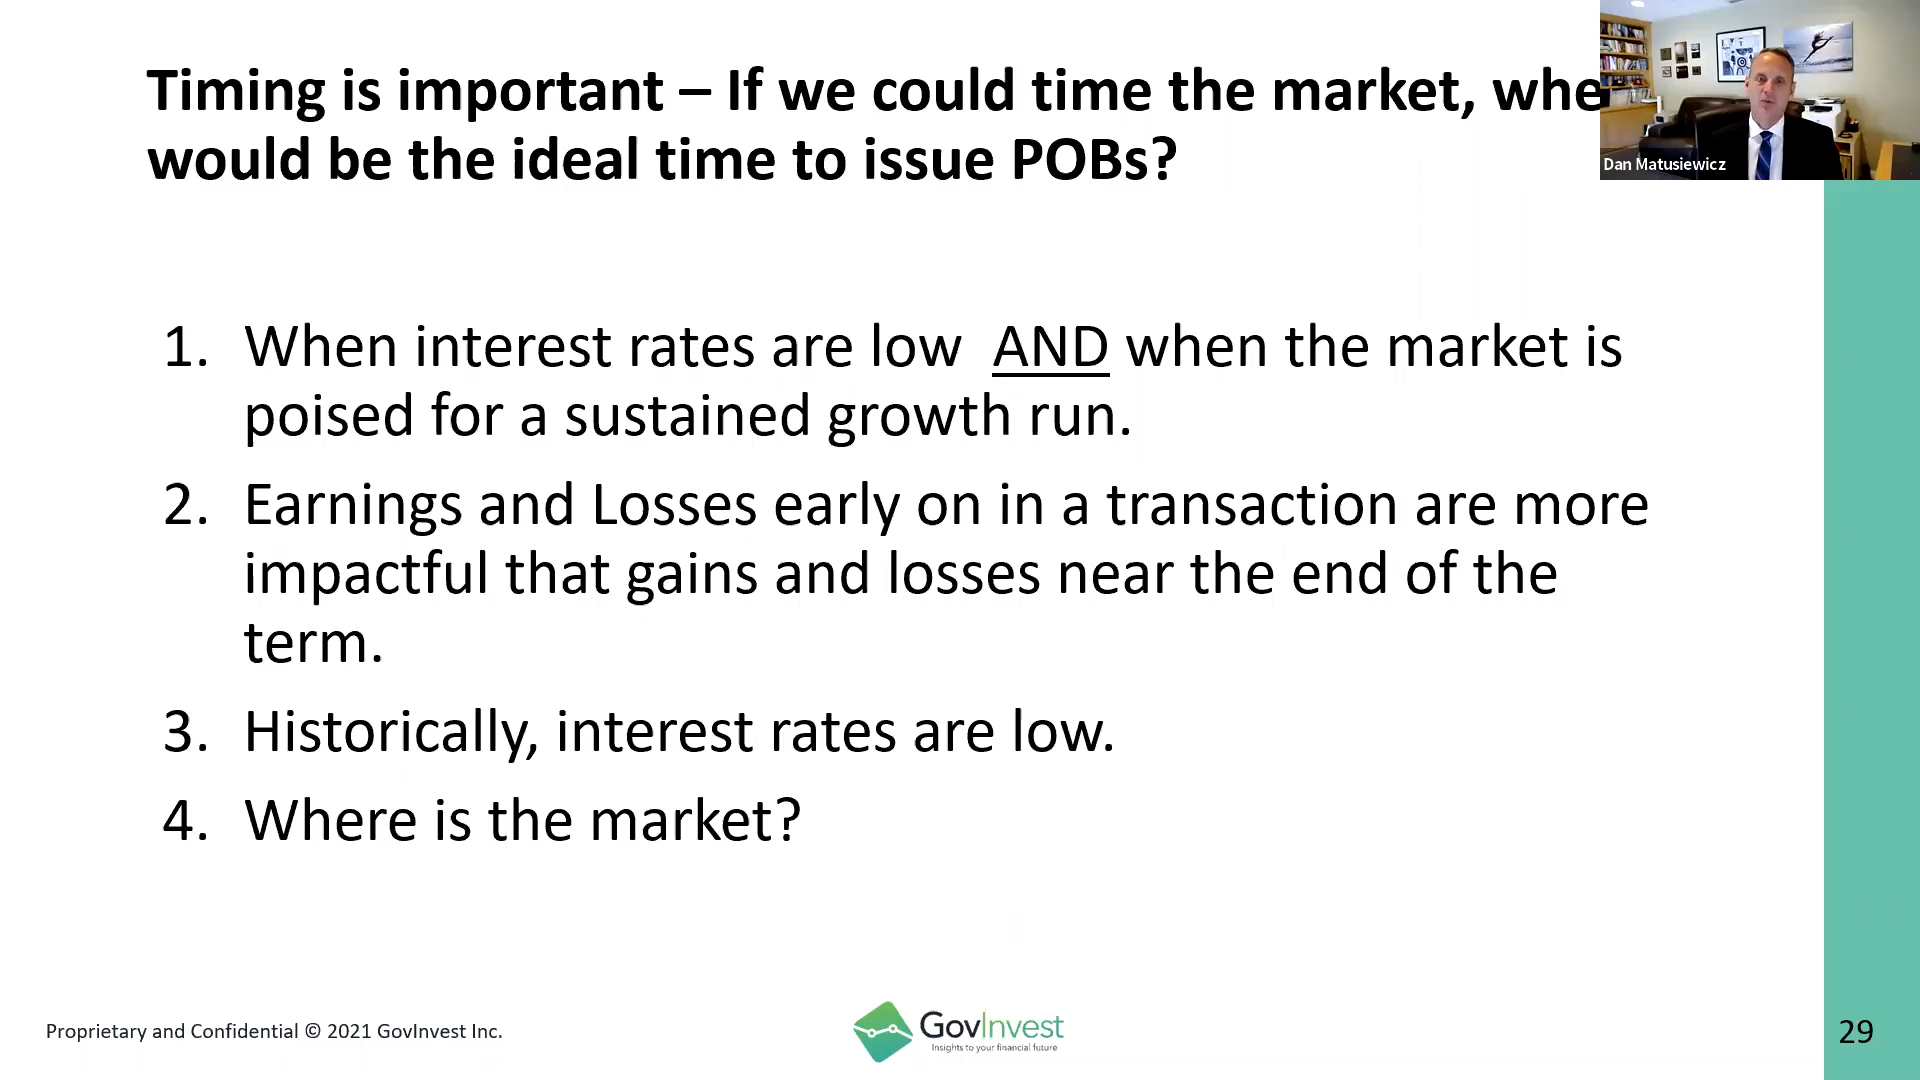 Timing is important – If we could time the market, whe
would be the ideal time to issue POBs?
Dan Matusiewicz
1. When interest rates are low AND when the market is
poised for a sustained growth run.
2. Earnings and Losses early on in a transaction are more
impactful that gains and losses near the end of the
term.
3. Historically, interest rates are low.
4. Where is the market?
Proprietary and Confidential © 2021 GovInvest Inc.
GovInvest
Insights to your financial future
29